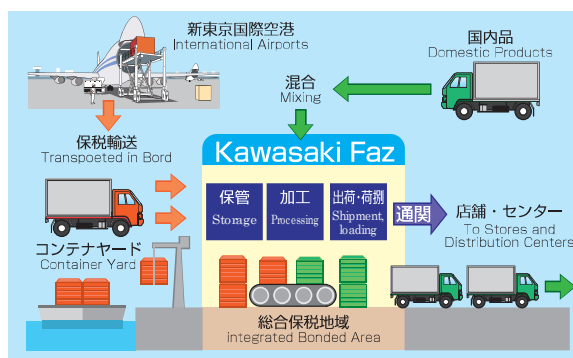 新東京国際空港
International Airports
国内品
Domestic Products
混合
Mixing
保税輸送
Transpoeted in Bord
Kawasaki Faz
保管
Storage
加工
Processing
出荷・荷捌
Shipment,
loading
通関
店舗・センター
To Stores and
Distribution Centers
コンテナヤード
Container Yard
総合保税地域
integrated Bonded Area